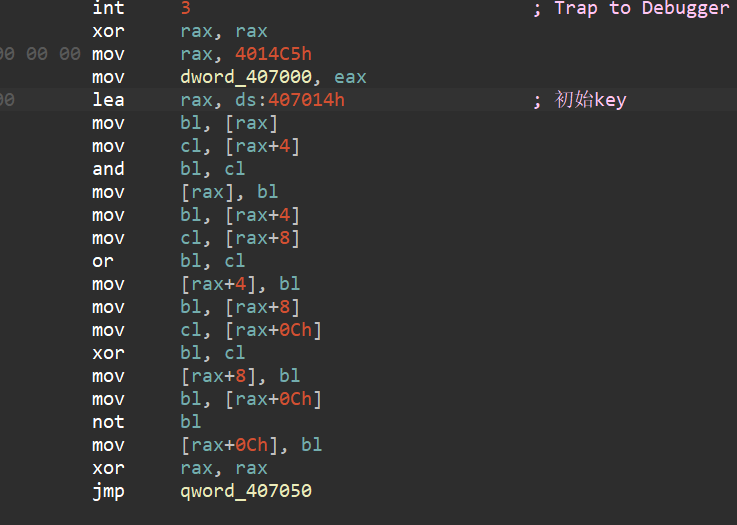 int 3 ; Trap to Debugger
xor rax, rax
00 00 00 mov rax, 4014C5h
mov dword_407000, eax
00 lea rax, ds:407014h ; 初始key
mov bl, [rax]
mov cl, [rax+4]
and bl, cl
mov [rax], bl
mov bl, [rax+4]
mov cl, [rax+8]
or bl, cl
mov [rax+4], bl
mov bl, [rax+8]
mov cl, [rax+0Ch]
xor bl, cl
mov [rax+8], bl
mov bl, [rax+0Ch]
not bl
mov [rax+0Ch], bl
xor rax, rax
jmp qword_407050